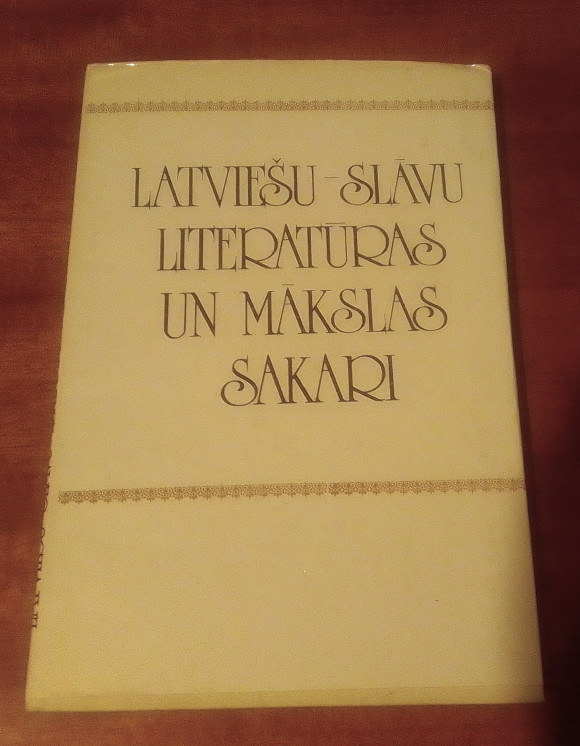 LATVIEŠU - SLĀVU
LITERATŪRAS
UN MĀKSLAS
SAKARI